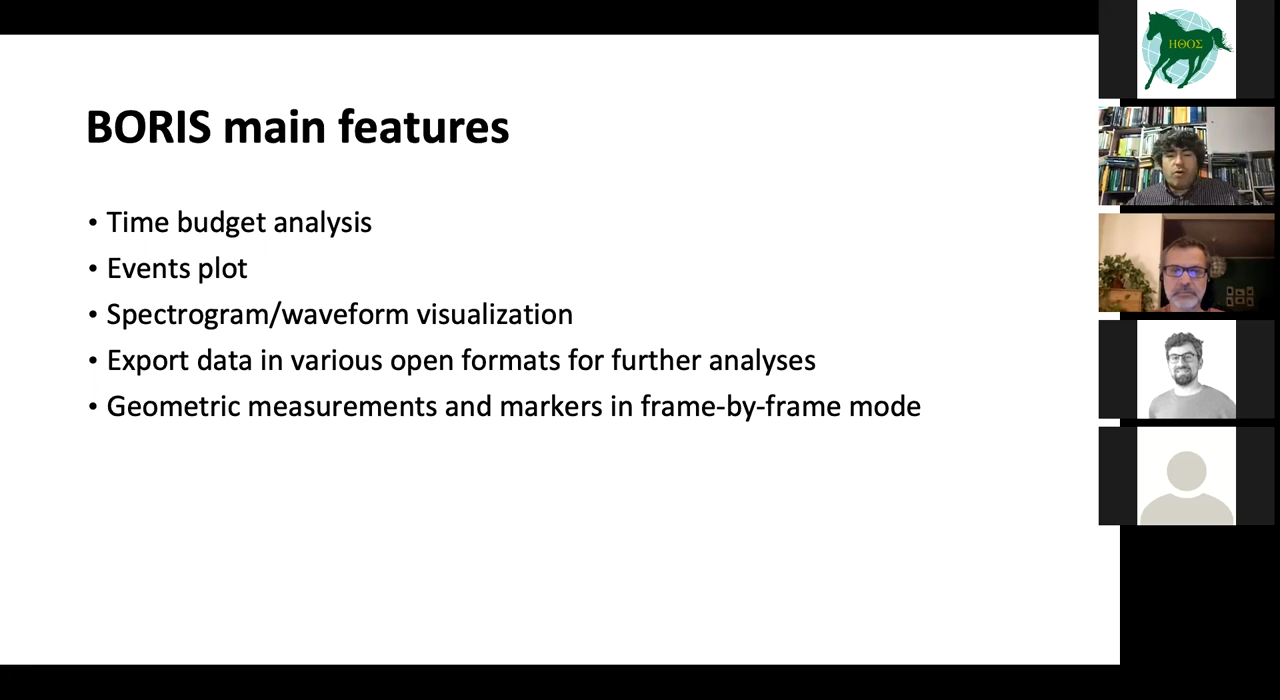 BORIS main features
• Time budget analysis
• Events plot
• Spectrogram/waveform visualization
• Export data in various open formats for further analyses
• Geometric measurements and markers in frame-by-frame mode
ΗΘΟΣ